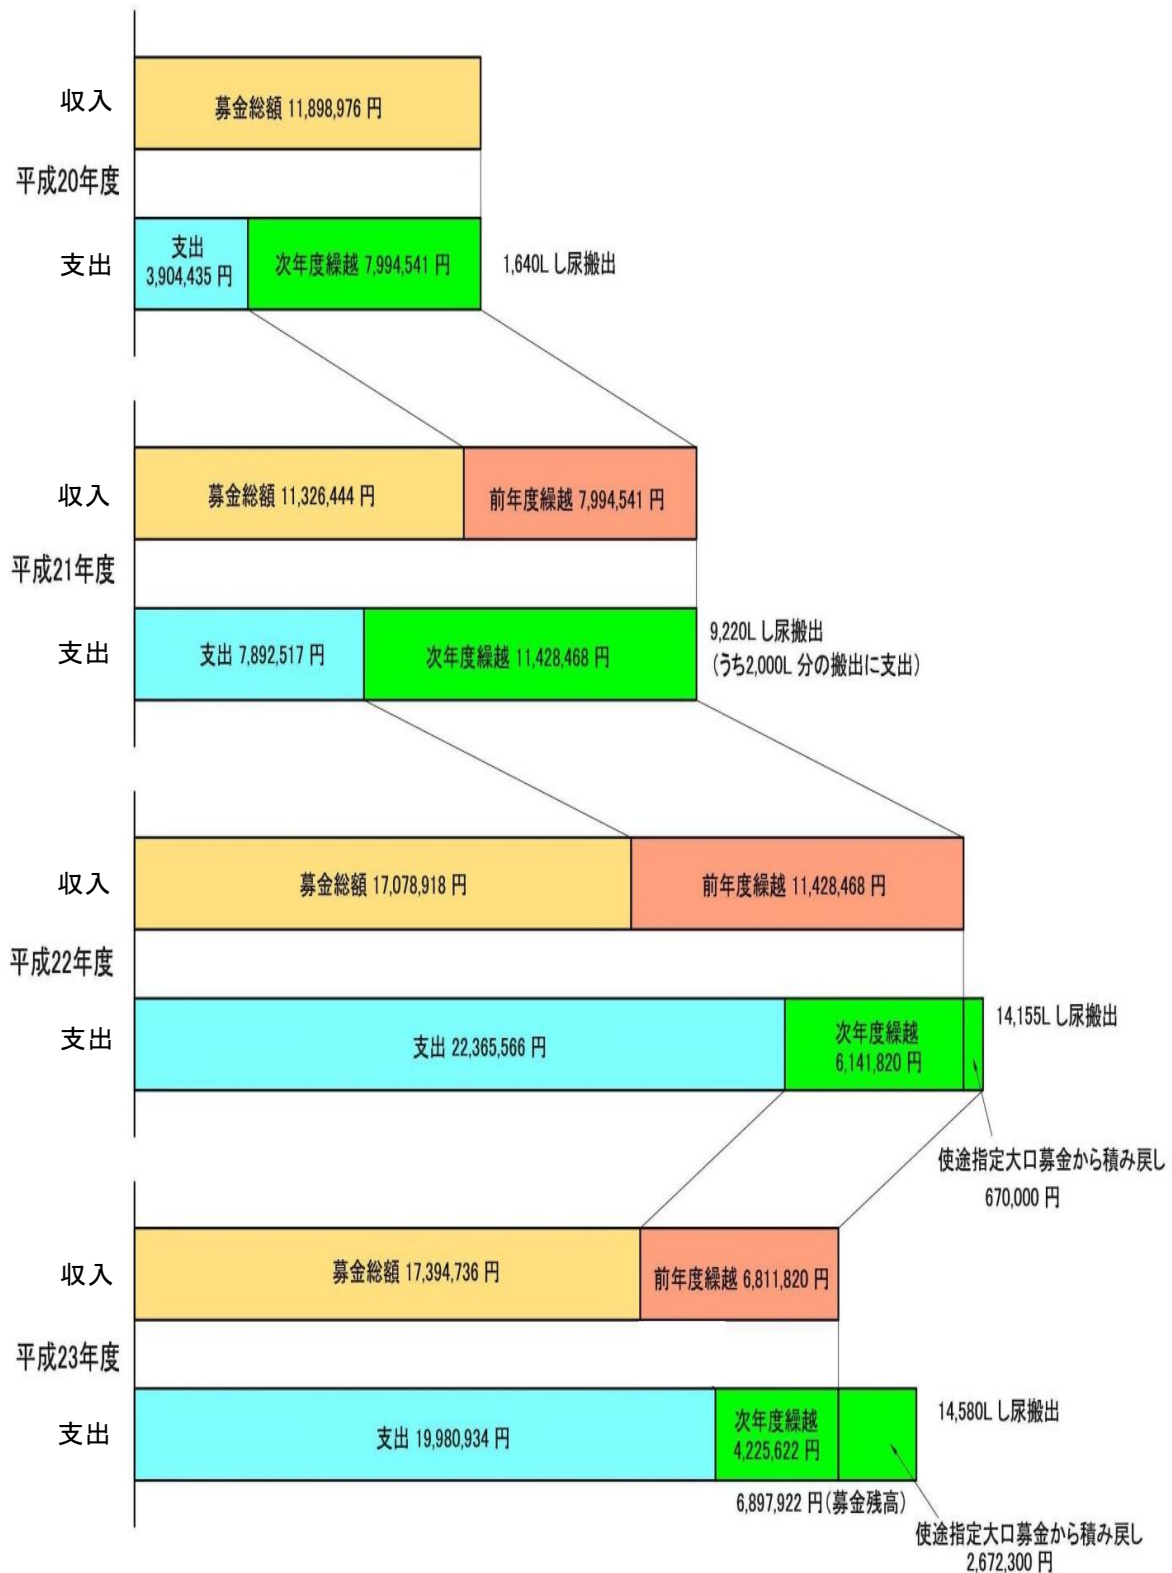 収入
募金総額 11,898,976 円
平成20年度
支出
支出
3,904,435 円
次年度繰越 7,994,541 円
1,640L し尿搬出
収入
募金総額 11,326,444 円
前年度繰越 7,994,541 円
平成21年度
支出
支出 7,892,517 円
次年度繰越 11,428,468 円
9,220L し尿搬出
(うち2,000L 分の搬出に支出)
収入
募金総額 17,078,918 円
前年度繰越 11,428,468 円
平成22年度
支出
支出 22,365,566 円
次年度繰越
6,141,820 円
14,155L し尿搬出
使途指定大口募金から積み戻し
670,000 円
収入
募金総額 17,394,736 円
前年度繰越 6,811,820 円
平成23年度
支出
支出 19,980,934 円
次年度繰越
4,225,622 円
14,580L し尿搬出
6,897,922 円(募金残高)
使途指定大口募金から積み戻し
2,672,300 円